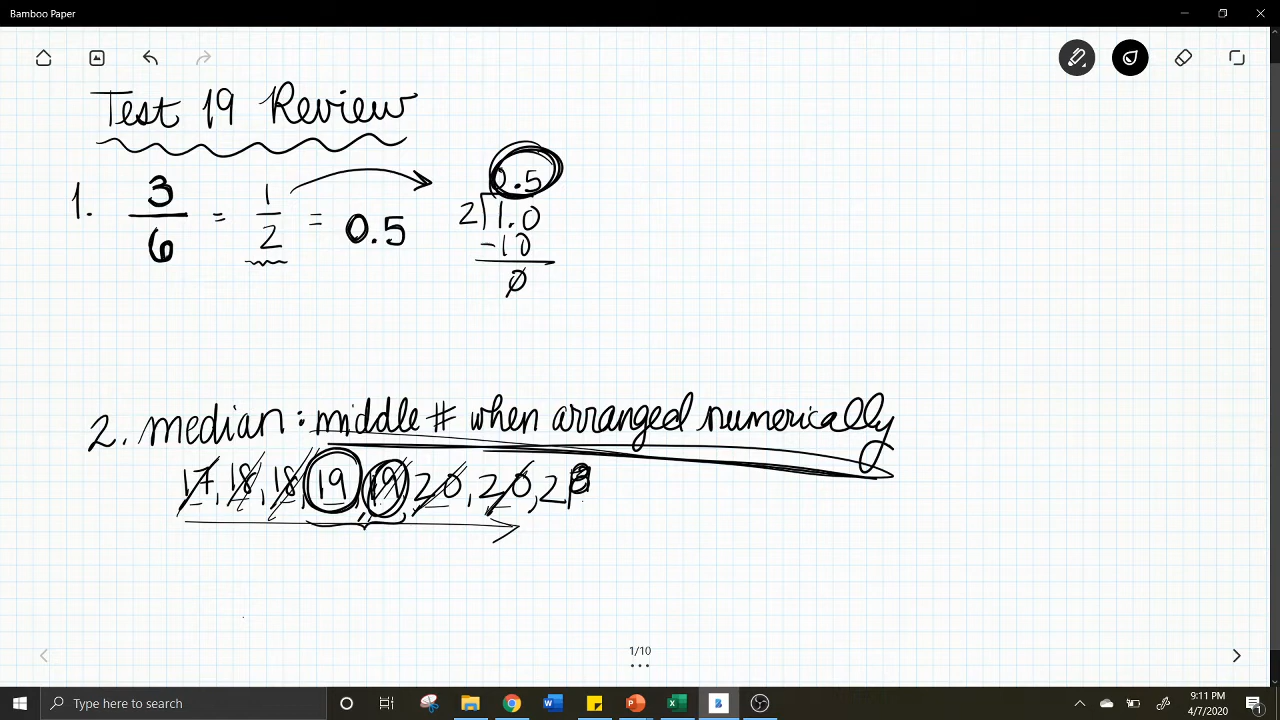 Bamboo Paper
Test 19 Review
1. 3/6 = 1/2 = 0.5
0.5
2 1.0
-10
0
2. median: middle # when arranged numerically
17, 18, 18, 19, 19, 20, 20, 2
1/10
Type here to search
9:11 PM
4/7/2020
1